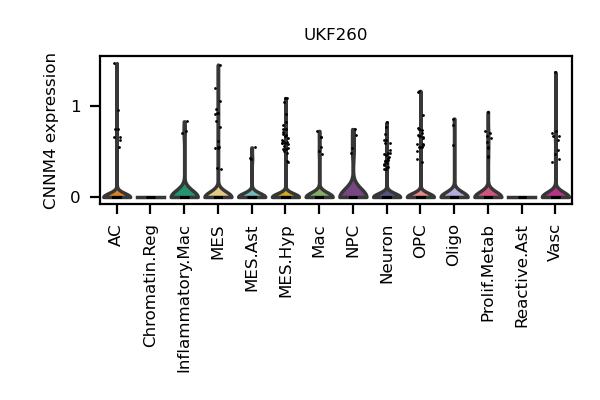 UKF260
CNNM4 expression
1
0
AC
Chromatin.Reg
Inflammatory.Mac
MES
MES.Ast
MES.Hyp
Mac
NPC
Neuron
OPC
Oligo
Prolif.Metab
Reactive.Ast
Vasc